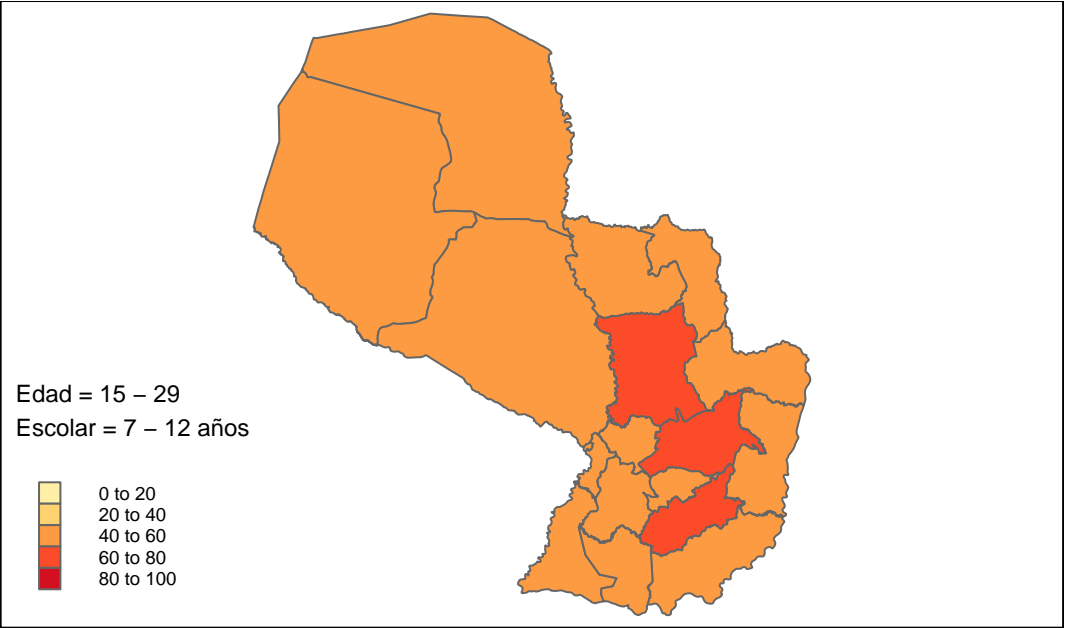 Edad = 15 − 29
Escolar = 7 − 12 años
0 to 20
20 to 40
40 to 60
60 to 80
80 to 100